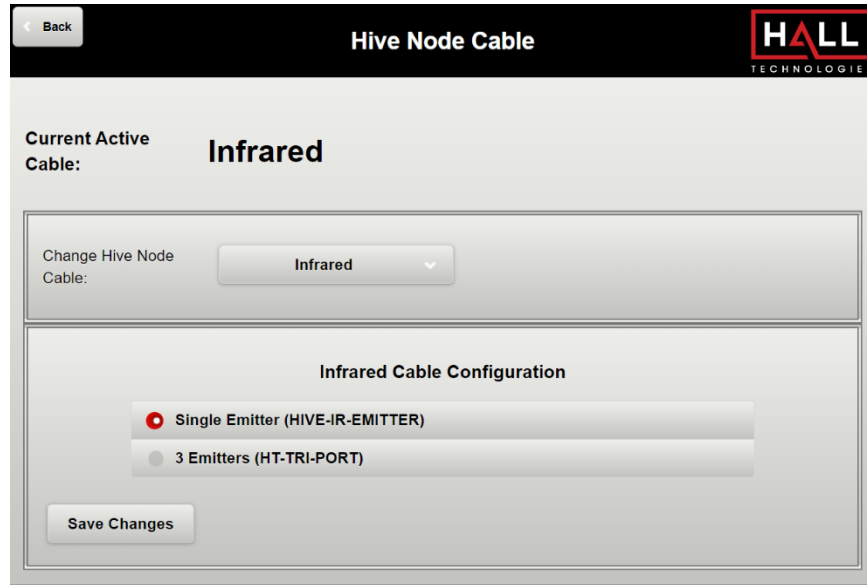 Back
Hive Node Cable
HALL
TECHNOLOGIE
Current Active
Cable:
Infrared
Change Hive Node
Cable:
Infrared
Infrared Cable Configuration
Single Emitter (HIVE-IR-EMITTER)
3 Emitters (HT-TRI-PORT)
Save Changes